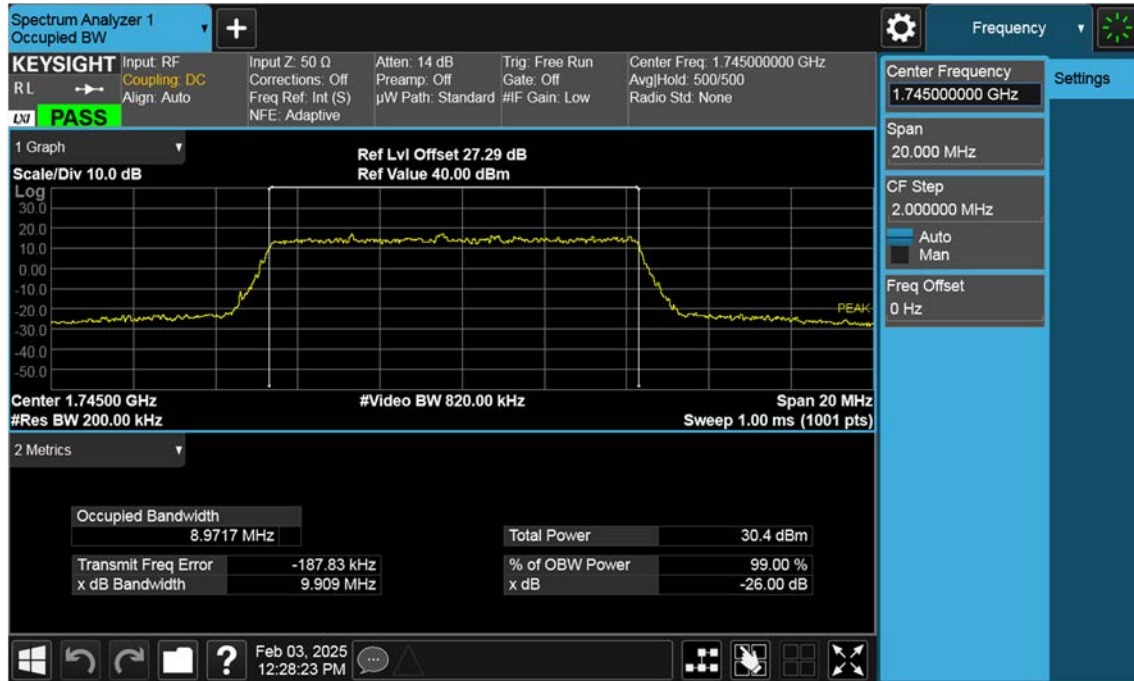 Spectrum Analyzer 1
Occupied BW
+
Frequency
KEYSIGHT
R L
LXI PASS
Input: RF
Coupling: DC
Align: Auto
Input Z: 50 Ω
Corrections: Off
Freq Ref: Int (S)
NFE: Adaptive
Atten: 14 dB
Preamp: Off
µW Path: Standard
Trig: Free Run
Gate: Off
#IF Gain: Low
Center Freq: 1.745000000 GHz
Avg|Hold: 500/500
Radio Std: None
Center Frequency
1.745000000 GHz
Settings
Span
20.000 MHz
CF Step
2.000000 MHz
Auto
Man
Freq Offset
0 Hz
1 Graph
Scale/Div 10.0 dB
Ref Lvl Offset 27.29 dB
Ref Value 40.00 dBm
Log
30.0
20.0
10.0
0.00
-10.0
-20.0
-30.0
-40.0
-50.0
PEAK
Center 1.74500 GHz
#Video BW 820.00 kHz
Span 20 MHz
#Res BW 200.00 kHz
Sweep 1.00 ms (1001 pts)
2 Metrics
Occupied Bandwidth
8.9717 MHz
Total Power 30.4 dBm
Transmit Freq Error -187.83 kHz
% of OBW Power 99.00 %
x dB Bandwidth 9.909 MHz
x dB -26.00 dB
?
Feb 03, 2025
12:28:23 PM